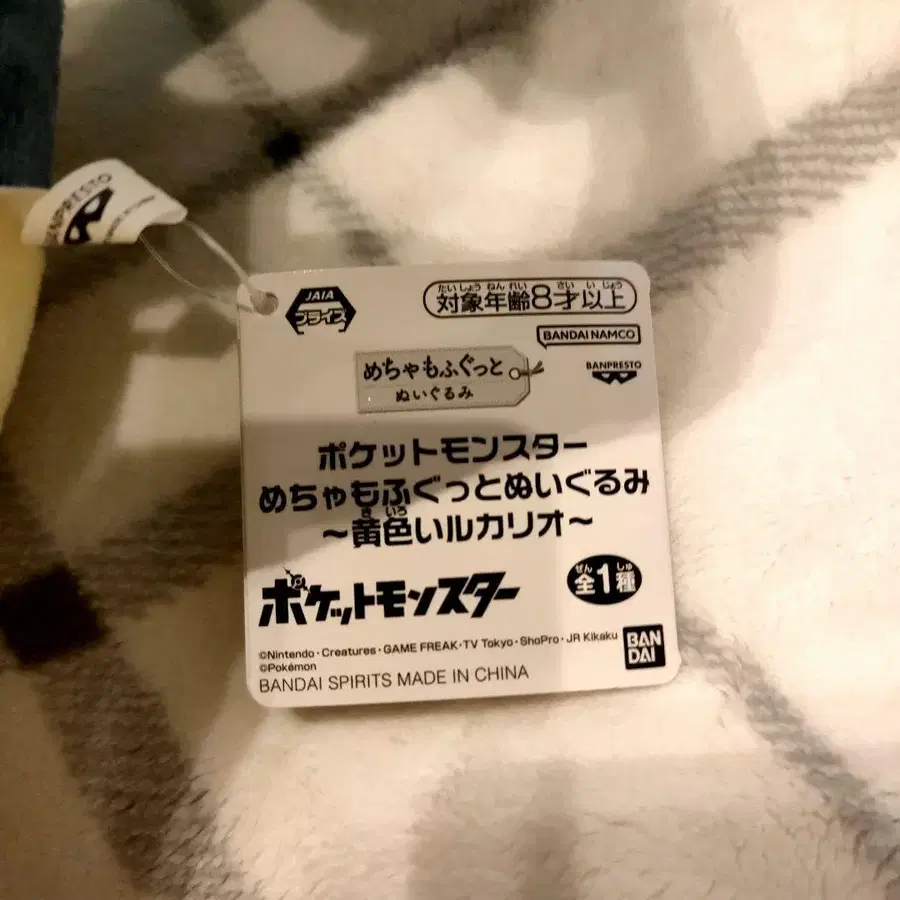 BANPRESTO
JAIA
プライズ
たいしょうねんれい さいいじょう
対象年齢8才以上
BANDAI NAMCO
BANPRESTO
めちゃもふぐっと
ぬいぐるみ
ポケットモンスター
めちゃもふぐっとぬいぐるみ
きいろ
～黄色いルカリオ～
ポケットモンスター
ぜん しゅ
全1種
©Nintendo・Creatures・GAME FREAK・TV Tokyo・ShoPro・JR Kikaku
©Pokémon
BANDAI SPIRITS MADE IN CHINA
BAN
DAI